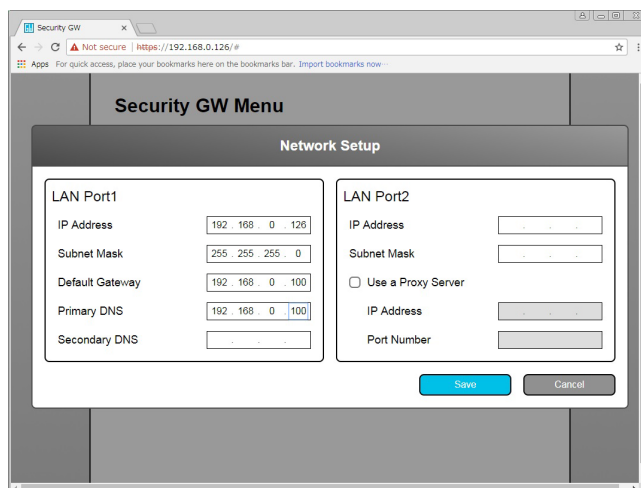 Security GW
Not secure | https://192.168.0.126/#
Apps For quick access, place your bookmarks here on the bookmarks bar. Import bookmarks now...
Security GW Menu
Network Setup
LAN Port1
IP Address 192 . 168 . 0 . 126
Subnet Mask 255 . 255 . 255 . 0
Default Gateway 192 . 168 . 0 . 100
Primary DNS 192 . 168 . 0 . 100
Secondary DNS . . .
LAN Port2
IP Address . . .
Subnet Mask . . .
Use a Proxy Server
IP Address . . .
Port Number
Save Cancel